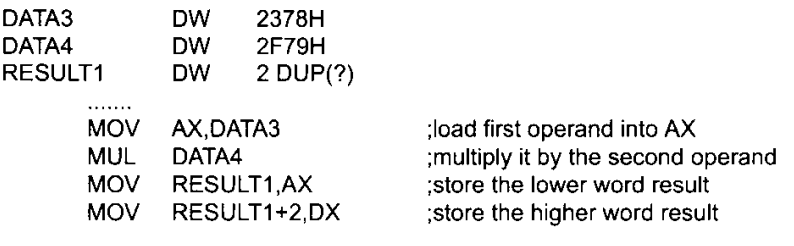 DATA3 DW 2378H
DATA4 DW 2F79H
RESULT1 DW 2 DUP(?)
.......
MOV AX,DATA3 ;load first operand into AX
MUL DATA4 ;multiply it by the second operand
MOV RESULT1,AX ;store the lower word result
MOV RESULT1+2,DX ;store the higher word result